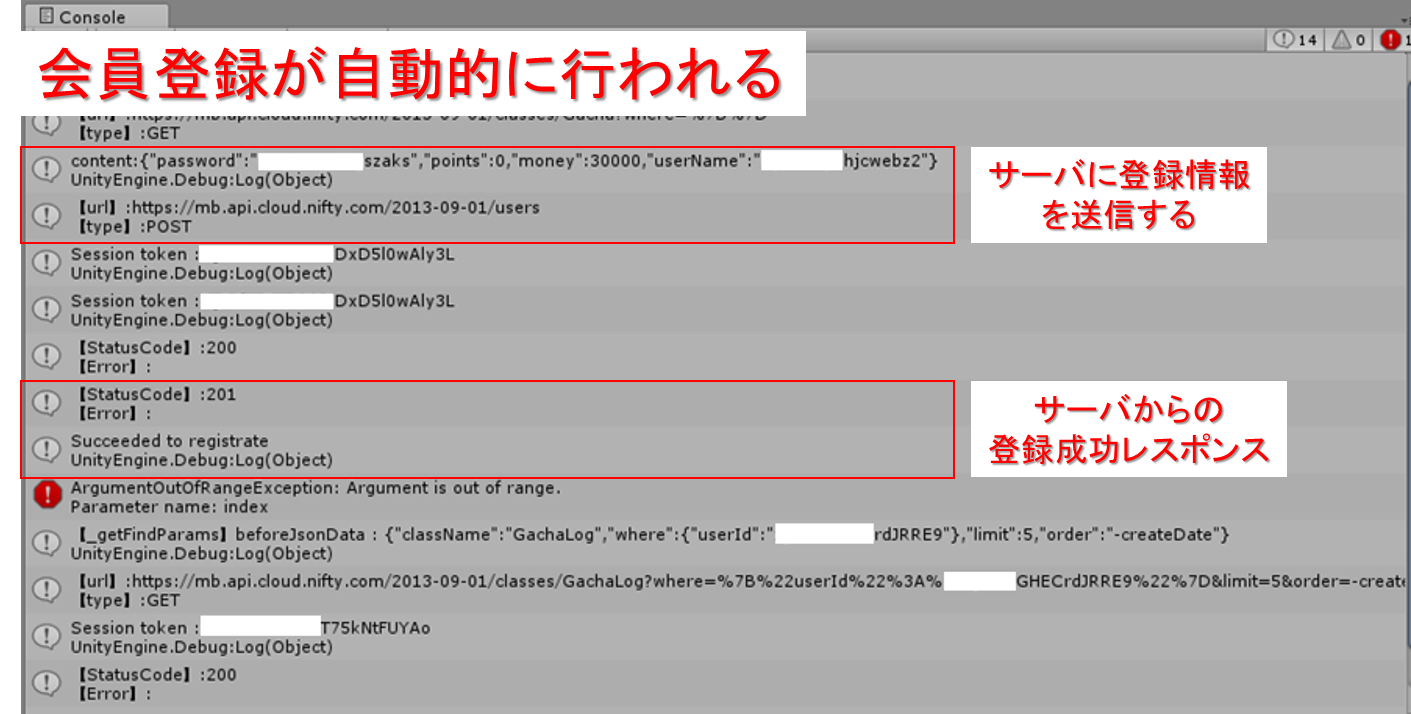 Console
14 0 1
会員登録が自動的に行われる
【url】:https://mb.api.cloud.nifty.com/2013-09-01/classes/Gacha?where=%7B%7D
【type】:GET
content:{"password":" szaks","points":0,"money":30000,"userName":" hjcwebz2"}
UnityEngine.Debug:Log(Object)
サーバに登録情報
を送信する
【url】:https://mb.api.cloud.nifty.com/2013-09-01/users
【type】:POST
Session token : DxD5l0wAly3L
UnityEngine.Debug:Log(Object)
Session token : DxD5l0wAly3L
UnityEngine.Debug:Log(Object)
【StatusCode】:200
【Error】:
【StatusCode】:201
【Error】:
サーバからの
登録成功レスポンス
Succeeded to registrate
UnityEngine.Debug:Log(Object)
ArgumentOutOfRangeException: Argument is out of range.
Parameter name: index
【_getFindParams】beforeJsonData : {"className":"GachaLog","where":{"userId":" rdJRRE9"},"limit":5,"order":"-createDate"}
UnityEngine.Debug:Log(Object)
【url】:https://mb.api.cloud.nifty.com/2013-09-01/classes/GachaLog?where=%7B%22userId%22%3A% GHECrdJRRE9%22%7D&limit=5&order=-create
【type】:GET
Session token : T75kNtFUYAo
UnityEngine.Debug:Log(Object)
【StatusCode】:200
【Error】: